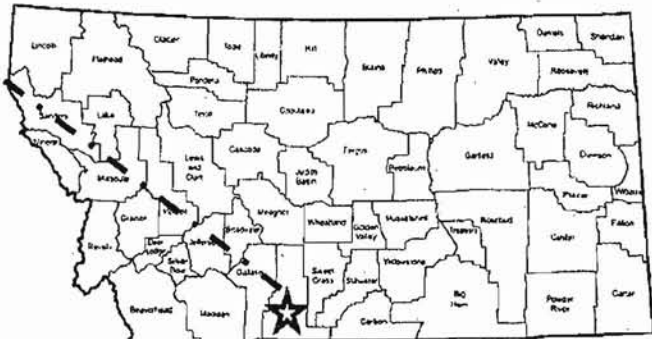 Lincoln
Flathead
Glacier
Toole
Liberty
Hill
Blaine
Phillips
Valley
Daniels
Sheridan
Roosevelt
Pondera
Sanders
Lake
Teton
Chouteau
Richland
McCone
Dawson
Mineral
Missoula
Lewis
and
Clark
Cascade
Judith
Basin
Fergus
Petroleum
Garfield
Prairie
Wibaux
Powell
Granite
Ravalli
Deer
Lodge
Silver
Bow
Jefferson
Broadwater
Meagher
Wheatland
Golden
Valley
Musselshell
Treasure
Rosebud
Custer
Fallon
Gallatin
Sweet
Grass
Stillwater
Yellowstone
Beaverhead
Madison
Carbon
Big
Horn
Powder
River
Carter